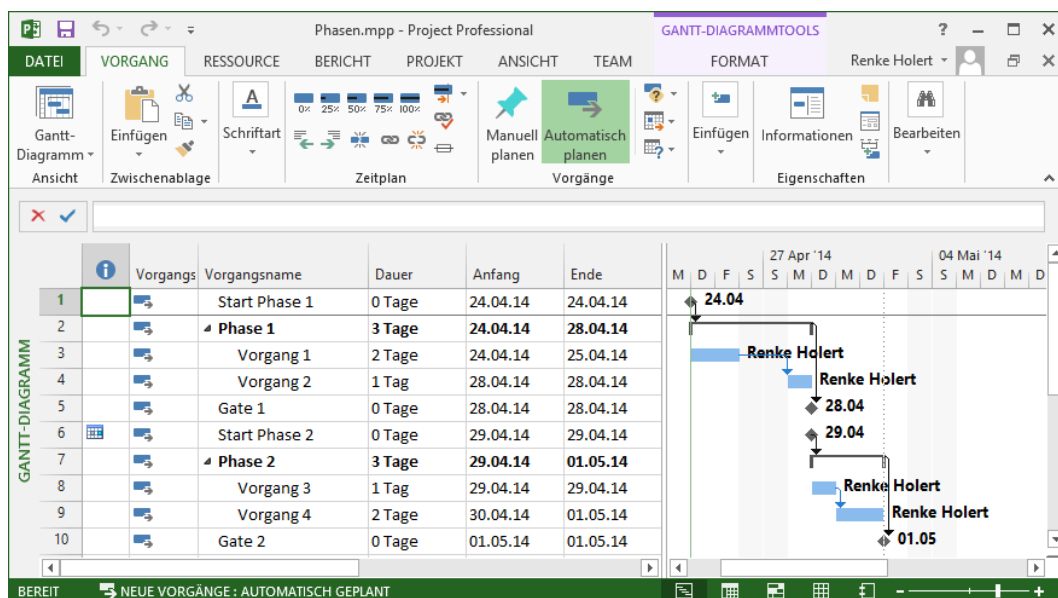 Phasen.mpp - Project Professional
GANTT-DIAGRAMMTOOLS
?
DATEI VORGANG RESSOURCE BERICHT PROJEKT ANSICHT TEAM FORMAT Renke Holert
Gantt-Diagramm
Ansicht
Einfügen
Zwischenablage
Schriftart
0% 25% 50% 75% 100%
Zeitplan
Manuell planen
Automatisch planen
Vorgänge
Einfügen
Informationen
Eigenschaften
Bearbeiten
GANTT-DIAGRAMM
Vorgangs Vorgangsname Dauer Anfang Ende
27 Apr '14 04 Mai '14
M D F S S M D M D F S S M D M D
1 Start Phase 1 0 Tage 24.04.14 24.04.14 24.04
2 Phase 1 3 Tage 24.04.14 28.04.14
3 Vorgang 1 2 Tage 24.04.14 25.04.14 Renke Holert
4 Vorgang 2 1 Tag 28.04.14 28.04.14 Renke Holert
5 Gate 1 0 Tage 28.04.14 28.04.14 28.04
6 Start Phase 2 0 Tage 29.04.14 29.04.14 29.04
7 Phase 2 3 Tage 29.04.14 01.05.14
8 Vorgang 3 1 Tag 29.04.14 29.04.14 Renke Holert
9 Vorgang 4 2 Tage 30.04.14 01.05.14 Renke Holert
10 Gate 2 0 Tage 01.05.14 01.05.14 01.05
BEREIT NEUE VORGÄNGE : AUTOMATISCH GEPLANT